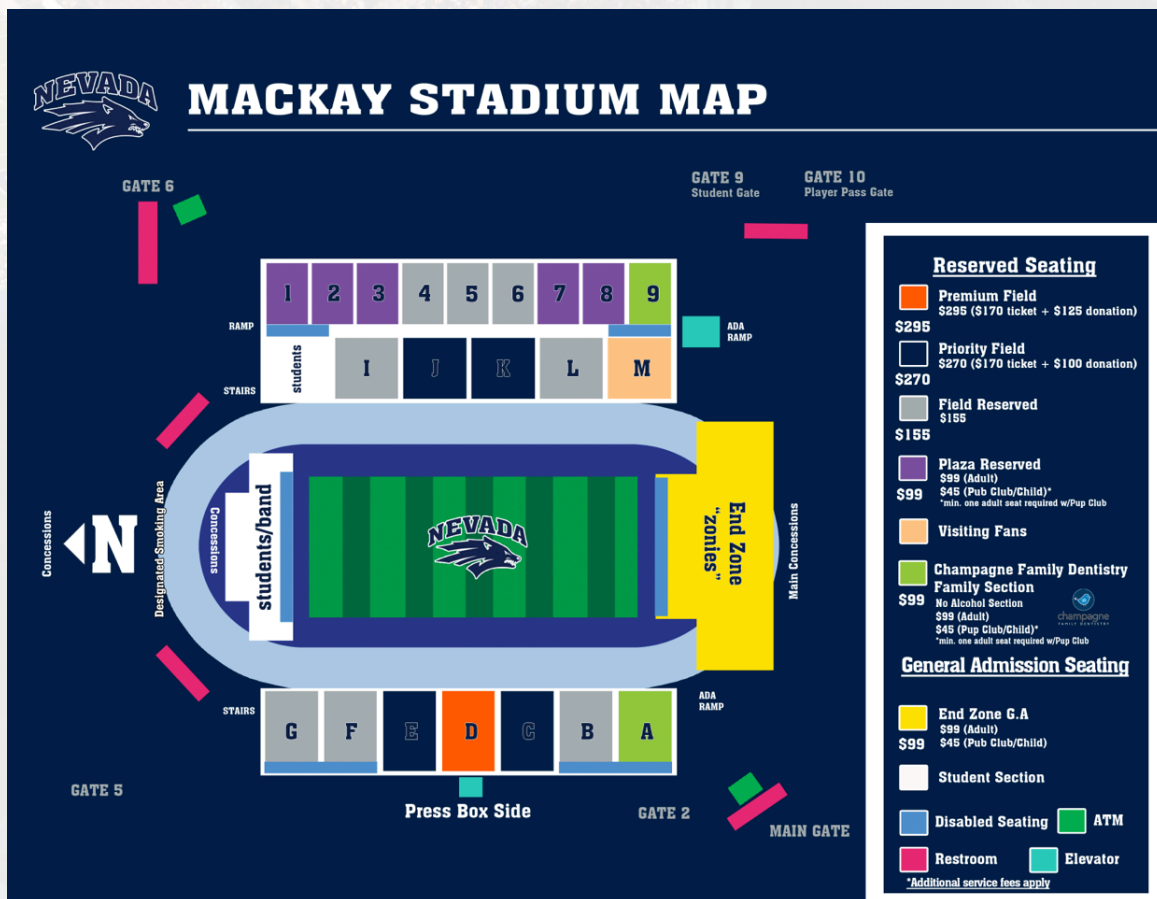 NEVADA
MACKAY STADIUM MAP
GATE 6
GATE 9
Student Gate
GATE 10
Player Pass Gate
1 2 3 4 5 6 7 8 9
RAMP
ADA
RAMP
students
I J K L M
STAIRS
Concessions
N
Designated Smoking Area
Concessions
students/band
NEVADA
End Zone
"zonies"
Main Concessions
STAIRS
G F E D C B A
ADA
RAMP
GATE 5
Press Box Side
GATE 2
MAIN GATE
Reserved Seating
Premium Field
$295 ($170 ticket + $125 donation)
$295
Priority Field
$270 ($170 ticket + $100 donation)
$270
Field Reserved
$155
$155
Plaza Reserved
$99 (Adult)
$99
$45 (Pub Club/Child)*
*min. one adult seat required w/Pup Club
Visiting Fans
Champagne Family Dentistry
Family Section
$99
No Alcohol Section
$99 (Adult)
$45 (Pup Club/Child)*
*min. one adult seat required w/Pup Club
champagne
FAMILY DENTISTRY
General Admission Seating
End Zone G.A
$99 (Adult)
$99
$45 (Pub Club/Child)
Student Section
Disabled Seating
ATM
Restroom
Elevator
*Additional service fees apply